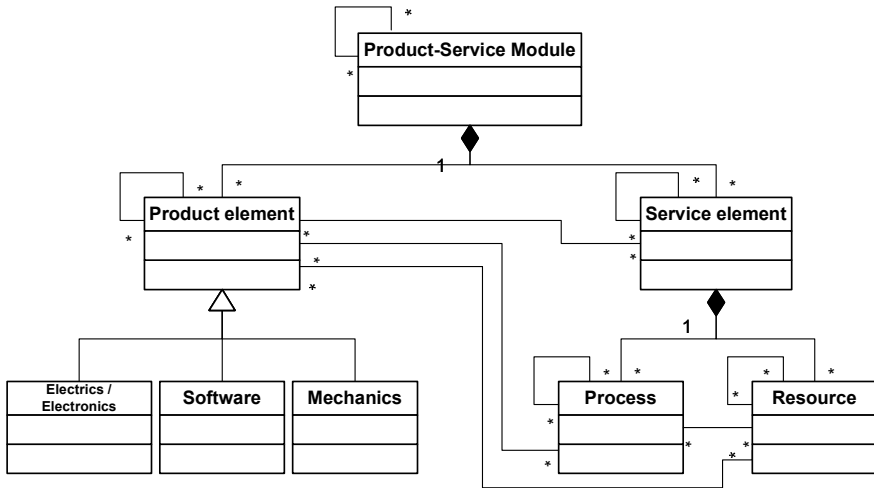 *
Product-Service Module
*
1
* * * *
Product element Service element
* * *
*
* *
1
* * * *
Electrics /
Electronics
Software Mechanics Process Resource
* *
* * *
* *